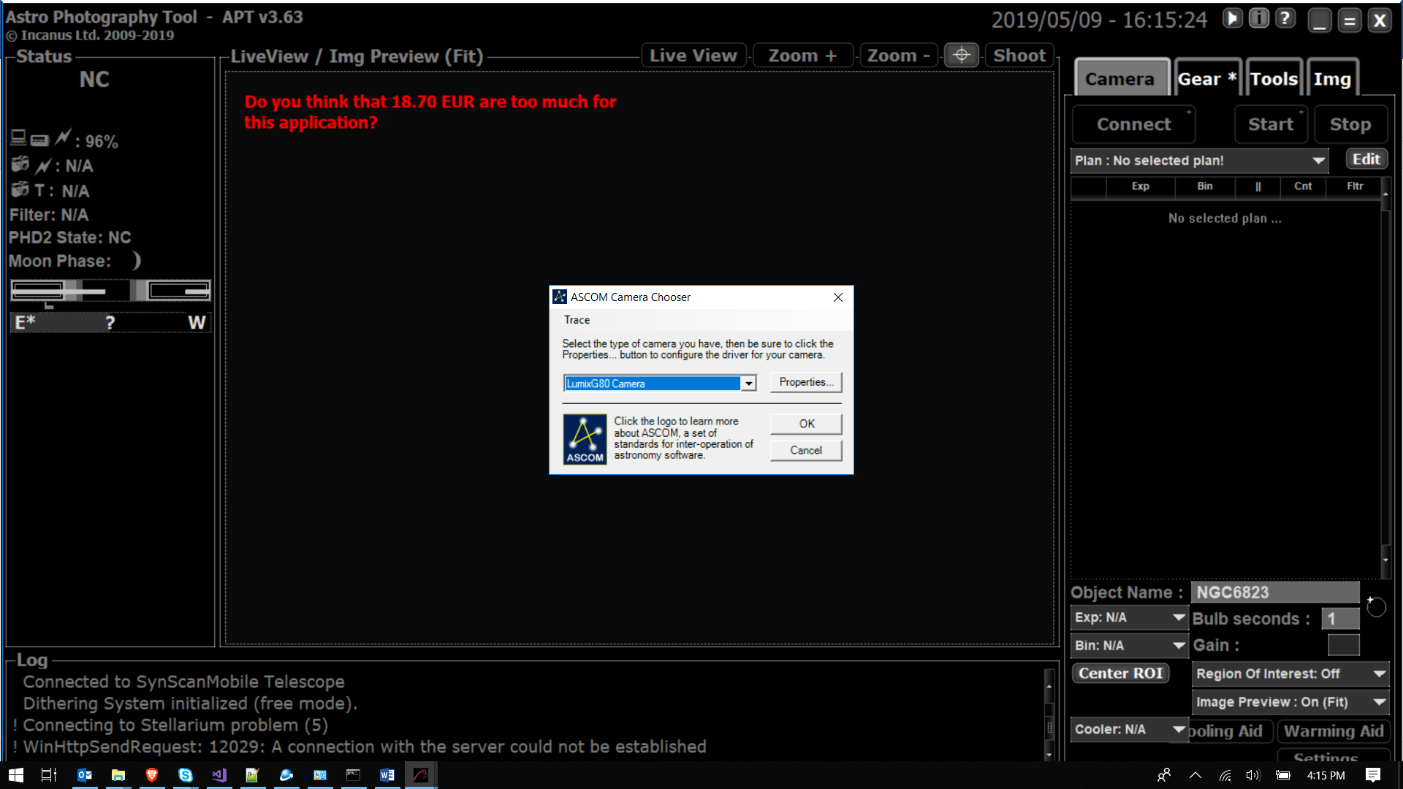 Astro Photography Tool - APT v3.63
© Incanus Ltd. 2009-2019
2019/05/09 - 16:15:24
Status
NC
: 96%
: N/A
T : N/A
Filter: N/A
PHD2 State: NC
Moon Phase:
E* ? W
LiveView / Img Preview (Fit)
Live View Zoom + Zoom - Shoot
Do you think that 18.70 EUR are too much for
this application?
ASCOM Camera Chooser
Trace
Select the type of camera you have, then be sure to click the
Properties... button to configure the driver for your camera.
LumixG80 Camera Properties...
Click the logo to learn more
about ASCOM, a set of
standards for inter-operation of
astronomy software.
ASCOM
OK
Cancel
Camera Gear * Tools Img
Connect Start Stop
Plan : No selected plan! Edit
Exp Bin || Cnt Fltr
No selected plan ...
Object Name : NGC6823
Exp: N/A Bulb seconds : 1
Bin: N/A Gain :
Center ROI Region Of Interest: Off
Image Preview : On (Fit)
Cooler: N/A ooling Aid Warming Aid
Settings
Log
Connected to SynScanMobile Telescope
Dithering System initialized (free mode).
! Connecting to Stellarium problem (5)
! WinHttpSendRequest: 12029: A connection with the server could not be established
4:15 PM